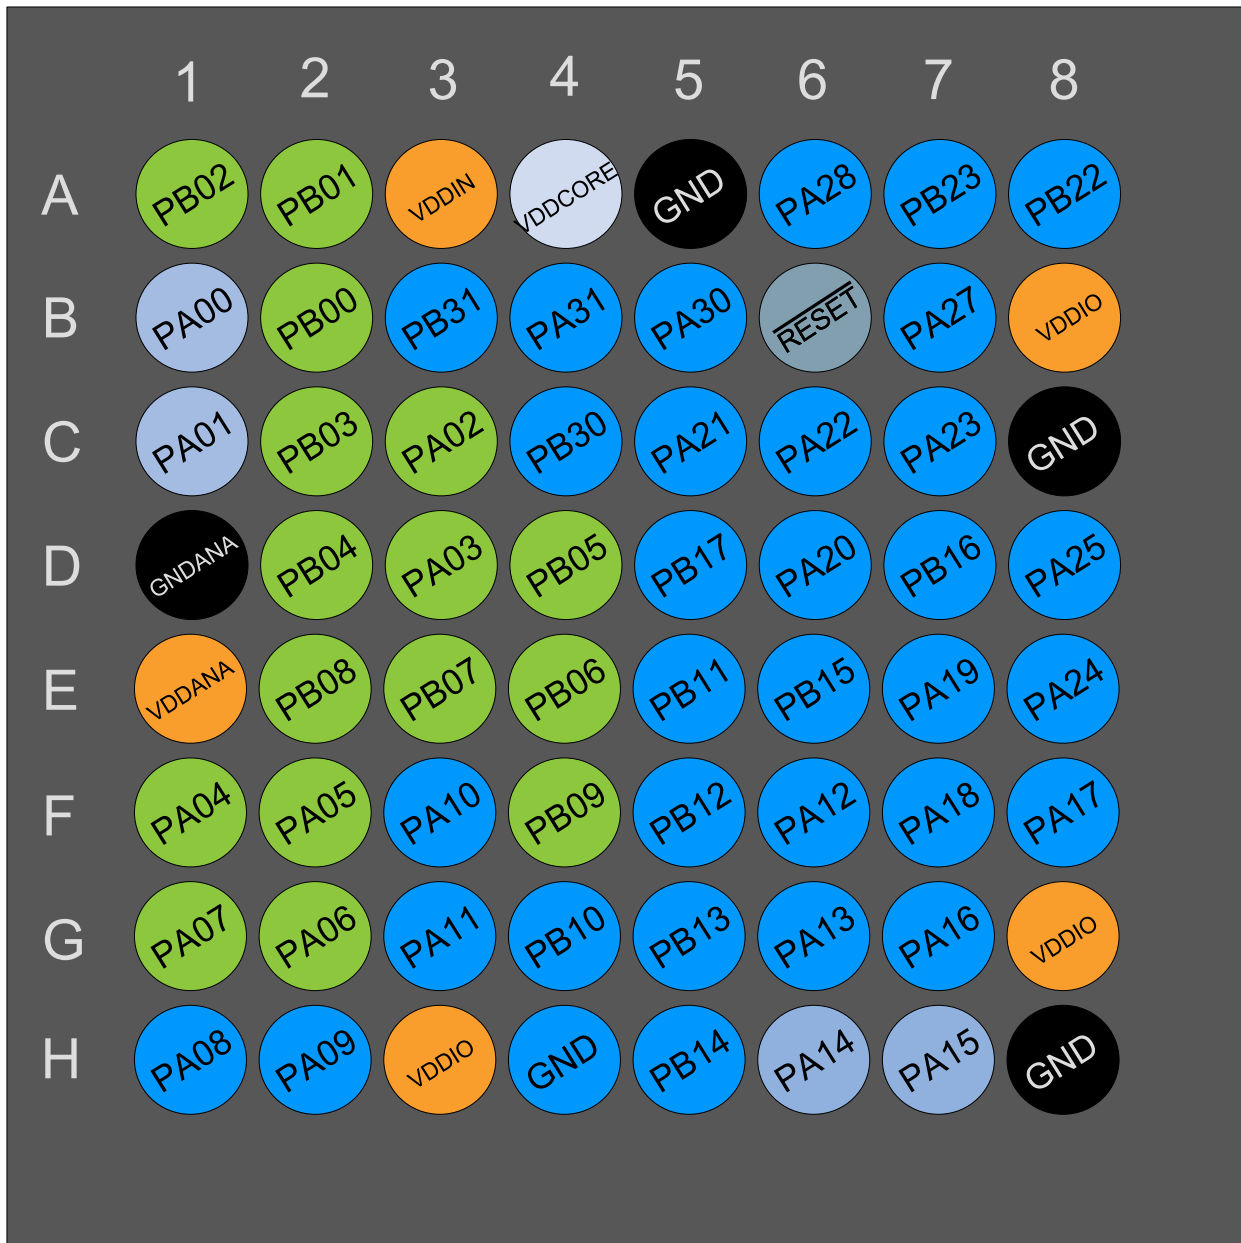 1 2 3 4 5 6 7 8
A PB02 PB01 VDDIN VDDCORE GND PA28 PB23 PB22
B PA00 PB00 PB31 PA31 PA30 RESET PA27 VDDIO
C PA01 PB03 PA02 PB30 PA21 PA22 PA23 GND
D GNDANA PB04 PA03 PB05 PB17 PA20 PB16 PA25
E VDDANA PB08 PB07 PB06 PB11 PB15 PA19 PA24
F PA04 PA05 PA10 PB09 PB12 PA12 PA18 PA17
G PA07 PA06 PA11 PB10 PB13 PA13 PA16 VDDIO
H PA08 PA09 VDDIO GND PB14 PA14 PA15 GND